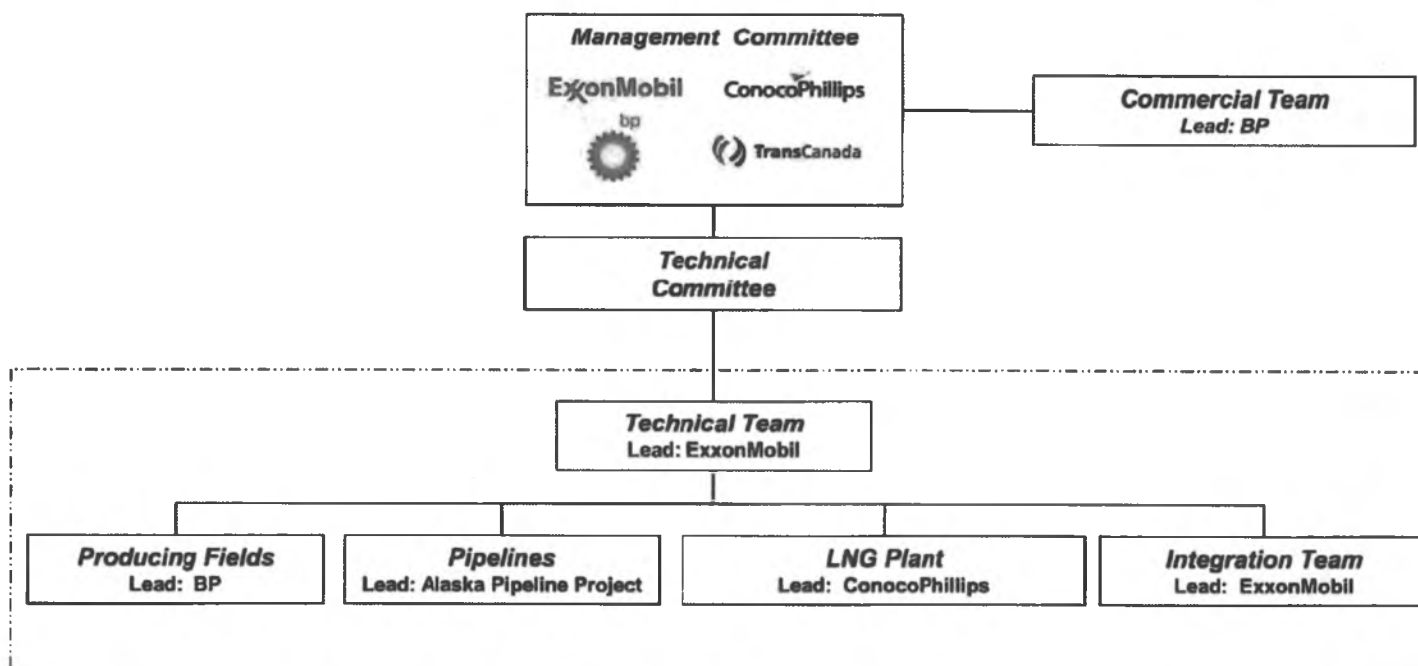 Management Committee
ExxonMobil
ConocoPhillips
bp
TransCanada
Commercial Team
Lead: BP
Technical
Committee
Technical Team
Lead: ExxonMobil
Producing Fields
Lead: BP
Pipelines
Lead: Alaska Pipeline Project
LNG Plant
Lead: ConocoPhillips
Integration Team
Lead: ExxonMobil